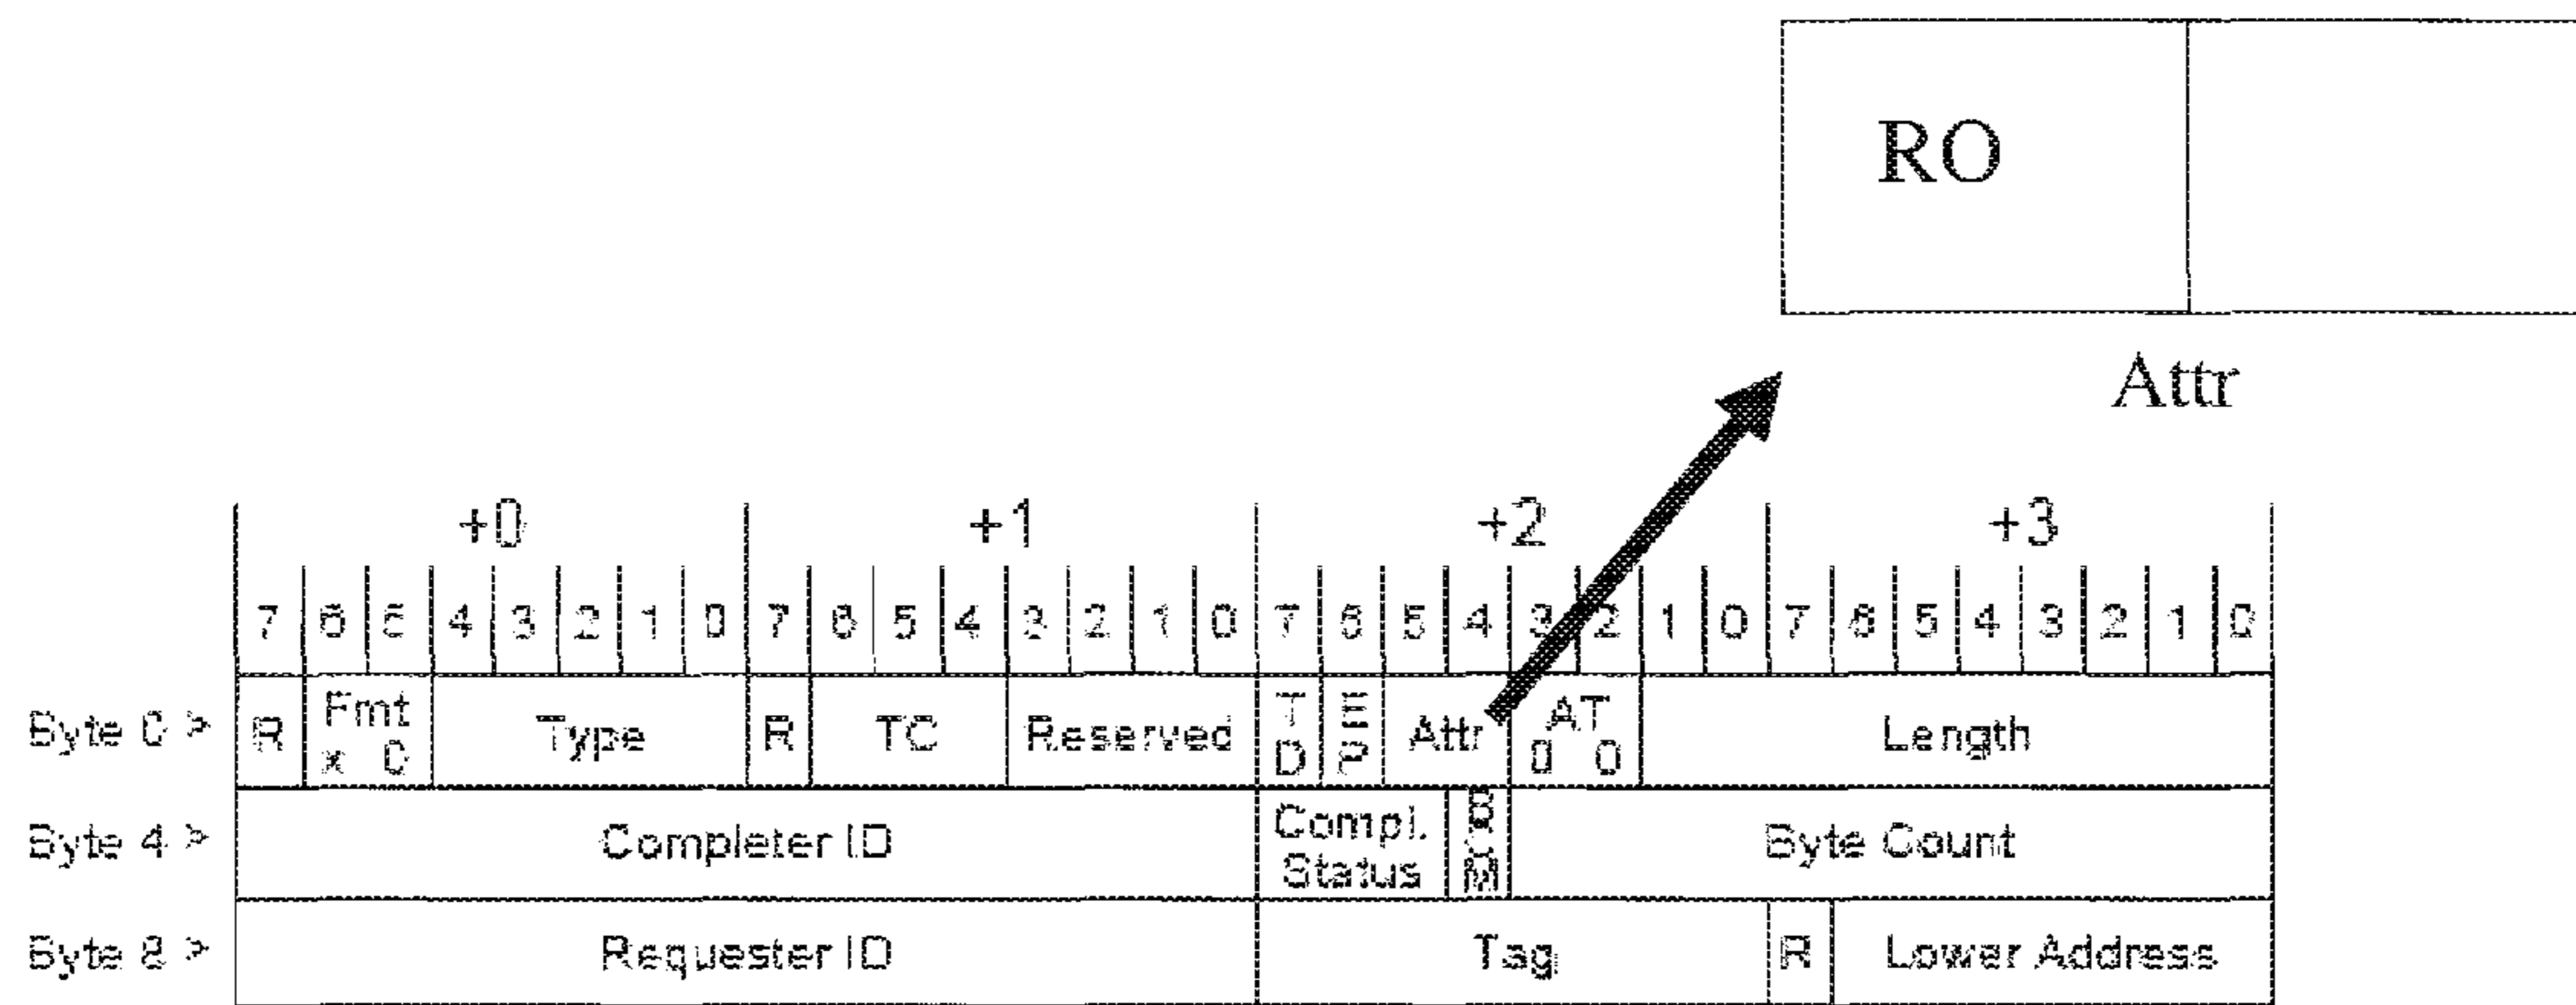 RO
Attr
+0 +1 +2 +3
7 6 5 4 3 2 1 0 7 6 5 4 3 2 1 0 7 6 5 4 3 2 1 0 7 6 5 4 3 2 1 0
Byte 0 > R Fmt x 0 Type R TC Reserved TD EP Attr AT 0 0 Length
Byte 4 > Completer ID Compl. Status BCM Byte Count
Byte 8 > Requester ID Tag R Lower Address